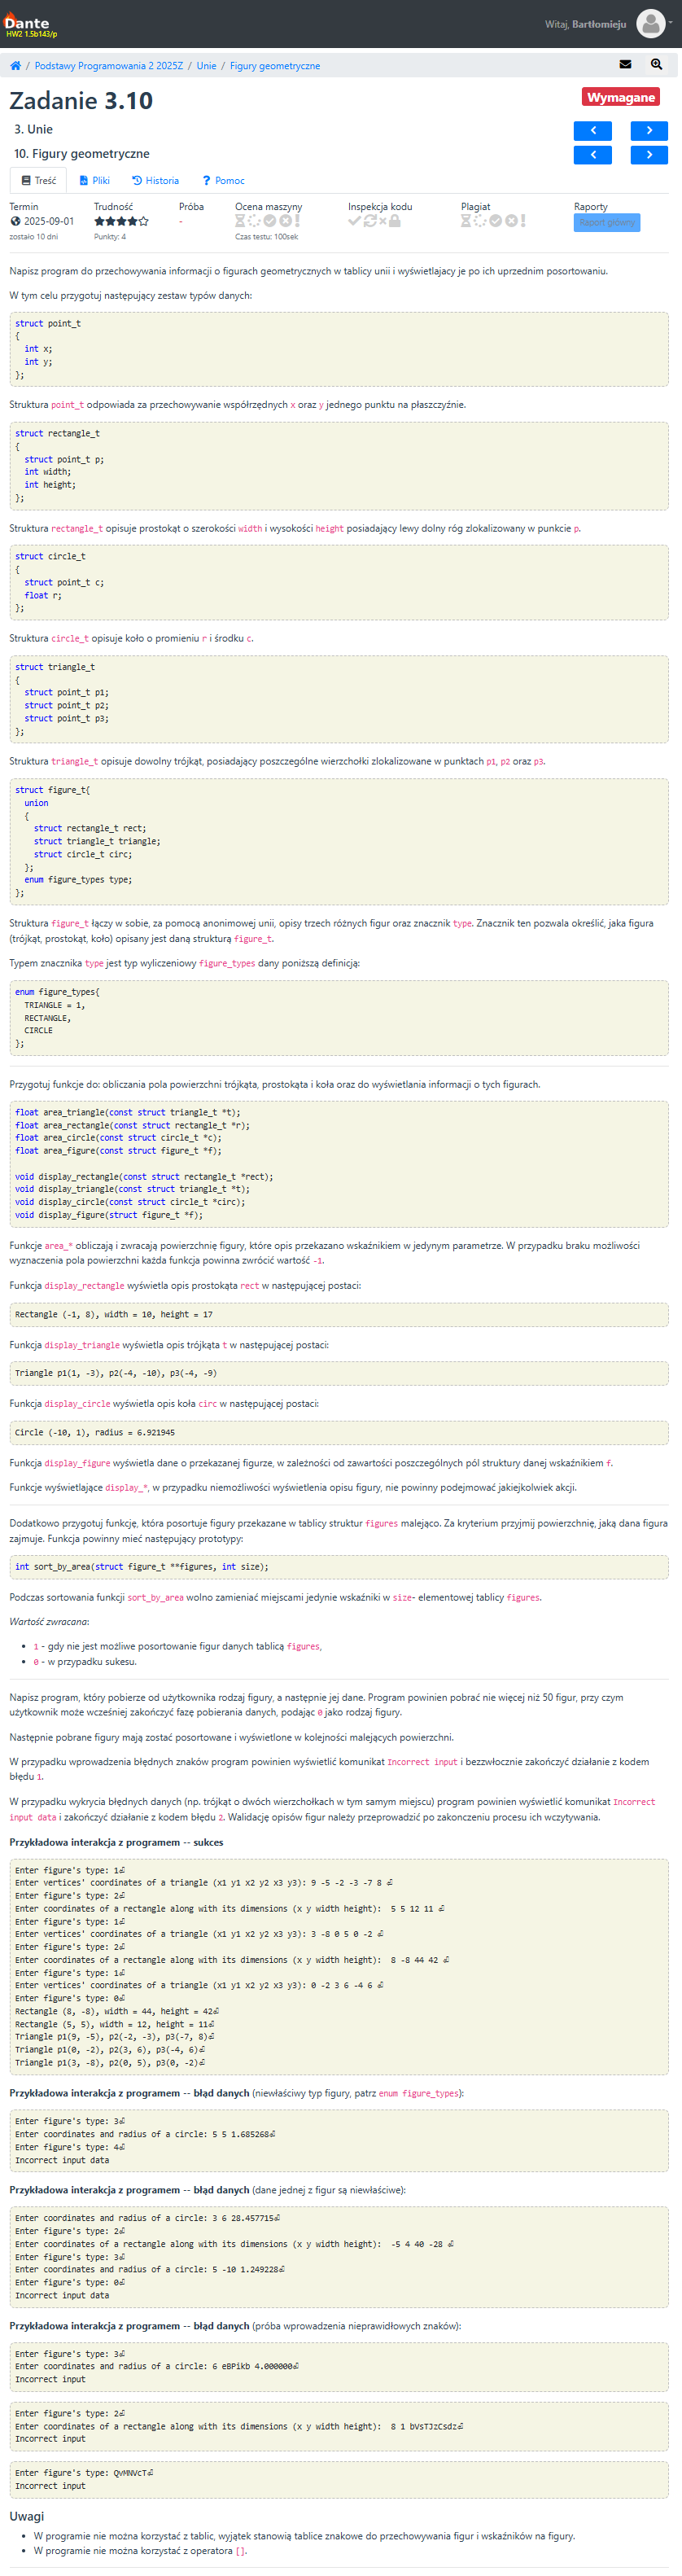 Dante
HW2 1.5b143/p
Witaj, Bartłomieju
/ Podstawy Programowania 2 2025Z / Unie / Figury geometryczne
Zadanie 3.10
Wymagane
3. Unie
10. Figury geometryczne
Treść Pliki Historia Pomoc
Termin Trudność Próba Ocena maszyny Inspekcja kodu Plagiat Raporty
2025-09-01 - Raport główny
zostało 10 dni Punkty: 4 Czas testu: 100sek
Napisz program do przechowywania informacji o figurach geometrycznych w tablicy unii i wyświetlajacy je po ich uprzednim posortowaniu.
W tym celu przygotuj następujący zestaw typów danych:
struct point_t
{
int x;
int y;
};
Struktura point_t odpowiada za przechowywanie współrzędnych x oraz y jednego punktu na płaszczyźnie.
struct rectangle_t
{
struct point_t p;
int width;
int height;
};
Struktura rectangle_t opisuje prostokąt o szerokości width i wysokości height posiadający lewy dolny róg zlokalizowany w punkcie p.
struct circle_t
{
struct point_t c;
float r;
};
Struktura circle_t opisuje koło o promieniu r i środku c.
struct triangle_t
{
struct point_t p1;
struct point_t p2;
struct point_t p3;
};
Struktura triangle_t opisuje dowolny trójkąt, posiadający poszczególne wierzchołki zlokalizowane w punktach p1, p2 oraz p3.
struct figure_t{
union
{
struct rectangle_t rect;
struct triangle_t triangle;
struct circle_t circ;
};
enum figure_types type;
};
Struktura figure_t łączy w sobie, za pomocą anonimowej unii, opisy trzech różnych figur oraz znacznik type. Znacznik ten pozwala określić, jaka figura
(trójkąt, prostokąt, koło) opisany jest daną strukturą figure_t.
Typem znacznika type jest typ wyliczeniowy figure_types dany poniższą definicją:
enum figure_types{
TRIANGLE = 1,
RECTANGLE,
CIRCLE
};
Przygotuj funkcje do: obliczania pola powierzchni trójkąta, prostokąta i koła oraz do wyświetlania informacji o tych figurach.
float area_triangle(const struct triangle_t *t);
float area_rectangle(const struct rectangle_t *r);
float area_circle(const struct circle_t *c);
float area_figure(const struct figure_t *f);
void display_rectangle(const struct rectangle_t *rect);
void display_triangle(const struct triangle_t *t);
void display_circle(const struct circle_t *circ);
void display_figure(struct figure_t *f);
Funkcje area_* obliczają i zwracają powierzchnię figury, które opis przekazano wskaźnikiem w jedynym parametrze. W przypadku braku możliwości
wyznaczenia pola powierzchni każda funkcja powinna zwrócić wartość -1.
Funkcja display_rectangle wyświetla opis prostokąta rect w następującej postaci:
Rectangle (-1, 8), width = 10, height = 17
Funkcja display_triangle wyświetla opis trójkąta t w następującej postaci:
Triangle p1(1, -3), p2(-4, -10), p3(-4, -9)
Funkcja display_circle wyświetla opis koła circ w następującej postaci:
Circle (-10, 1), radius = 6.921945
Funkcja display_figure wyświetla dane o przekazanej figurze, w zależności od zawartości poszczególnych pól struktury danej wskaźnikiem f.
Funkcje wyświetlające display_*, w przypadku niemożliwości wyświetlenia opisu figury, nie powinny podejmować jakiejkolwiek akcji.
Dodatkowo przygotuj funkcję, która posortuje figury przekazane w tablicy struktur figures malejąco. Za kryterium przyjmij powierzchnię, jaką dana figura
zajmuje. Funkcja powinny mieć następujący prototypy:
int sort_by_area(struct figure_t **figures, int size);
Podczas sortowania funkcji sort_by_area wolno zamieniać miejscami jedynie wskaźniki w size- elementowej tablicy figures.
Wartość zwracana:
• 1 - gdy nie jest możliwe posortowanie figur danych tablicą figures,
• 0 - w przypadku sukesu.
Napisz program, który pobierze od użytkownika rodzaj figury, a następnie jej dane. Program powinien pobrać nie więcej niż 50 figur, przy czym
użytkownik może wcześniej zakończyć fazę pobierania danych, podając 0 jako rodzaj figury.
Następnie pobrane figury mają zostać posortowane i wyświetlone w kolejności malejących powierzchni.
W przypadku wprowadzenia błędnych znaków program powinien wyświetlić komunikat Incorrect input i bezzwłocznie zakończyć działanie z kodem
błędu 1.
W przypadku wykrycia błędnych danych (np. trójkąt o dwóch wierzchołkach w tym samym miejscu) program powinien wyświetlić komunikat Incorrect
input data i zakończyć działanie z kodem błędu 2. Walidację opisów figur należy przeprowadzić po zakonczeniu procesu ich wczytywania.
Przykładowa interakcja z programem -- sukces
Enter figure's type: 1⏎
Enter vertices' coordinates of a triangle (x1 y1 x2 y2 x3 y3): 9 -5 -2 -3 -7 8 ⏎
Enter figure's type: 2⏎
Enter coordinates of a rectangle along with its dimensions (x y width height): 5 5 12 11 ⏎
Enter figure's type: 1⏎
Enter vertices' coordinates of a triangle (x1 y1 x2 y2 x3 y3): 3 -8 0 5 0 -2 ⏎
Enter figure's type: 2⏎
Enter coordinates of a rectangle along with its dimensions (x y width height): 8 -8 44 42 ⏎
Enter figure's type: 1⏎
Enter vertices' coordinates of a triangle (x1 y1 x2 y2 x3 y3): 0 -2 3 6 -4 6 ⏎
Enter figure's type: 0⏎
Rectangle (8, -8), width = 44, height = 42⏎
Rectangle (5, 5), width = 12, height = 11⏎
Triangle p1(9, -5), p2(-2, -3), p3(-7, 8)⏎
Triangle p1(0, -2), p2(3, 6), p3(-4, 6)⏎
Triangle p1(3, -8), p2(0, 5), p3(0, -2)⏎
Przykładowa interakcja z programem -- błąd danych (niewłaściwy typ figury, patrz enum figure_types):
Enter figure's type: 3⏎
Enter coordinates and radius of a circle: 5 5 1.685268⏎
Enter figure's type: 4⏎
Incorrect input data
Przykładowa interakcja z programem -- błąd danych (dane jednej z figur są niewłaściwe):
Enter coordinates and radius of a circle: 3 6 28.457715⏎
Enter figure's type: 2⏎
Enter coordinates of a rectangle along with its dimensions (x y width height): -5 4 40 -28 ⏎
Enter figure's type: 3⏎
Enter coordinates and radius of a circle: 5 -10 1.249228⏎
Enter figure's type: 0⏎
Incorrect input data
Przykładowa interakcja z programem -- błąd danych (próba wprowadzenia nieprawidłowych znaków):
Enter figure's type: 3⏎
Enter coordinates and radius of a circle: 6 eBPikb 4.000000⏎
Incorrect input
Enter figure's type: 2⏎
Enter coordinates of a rectangle along with its dimensions (x y width height): 8 1 bVsTJzCsdz⏎
Incorrect input
Enter figure's type: QvMNVcT⏎
Incorrect input
Uwagi
• W programie nie można korzystać z tablic, wyjątek stanowią tablice znakowe do przechowywania figur i wskaźników na figury.
• W programie nie można korzystać z operatora [].